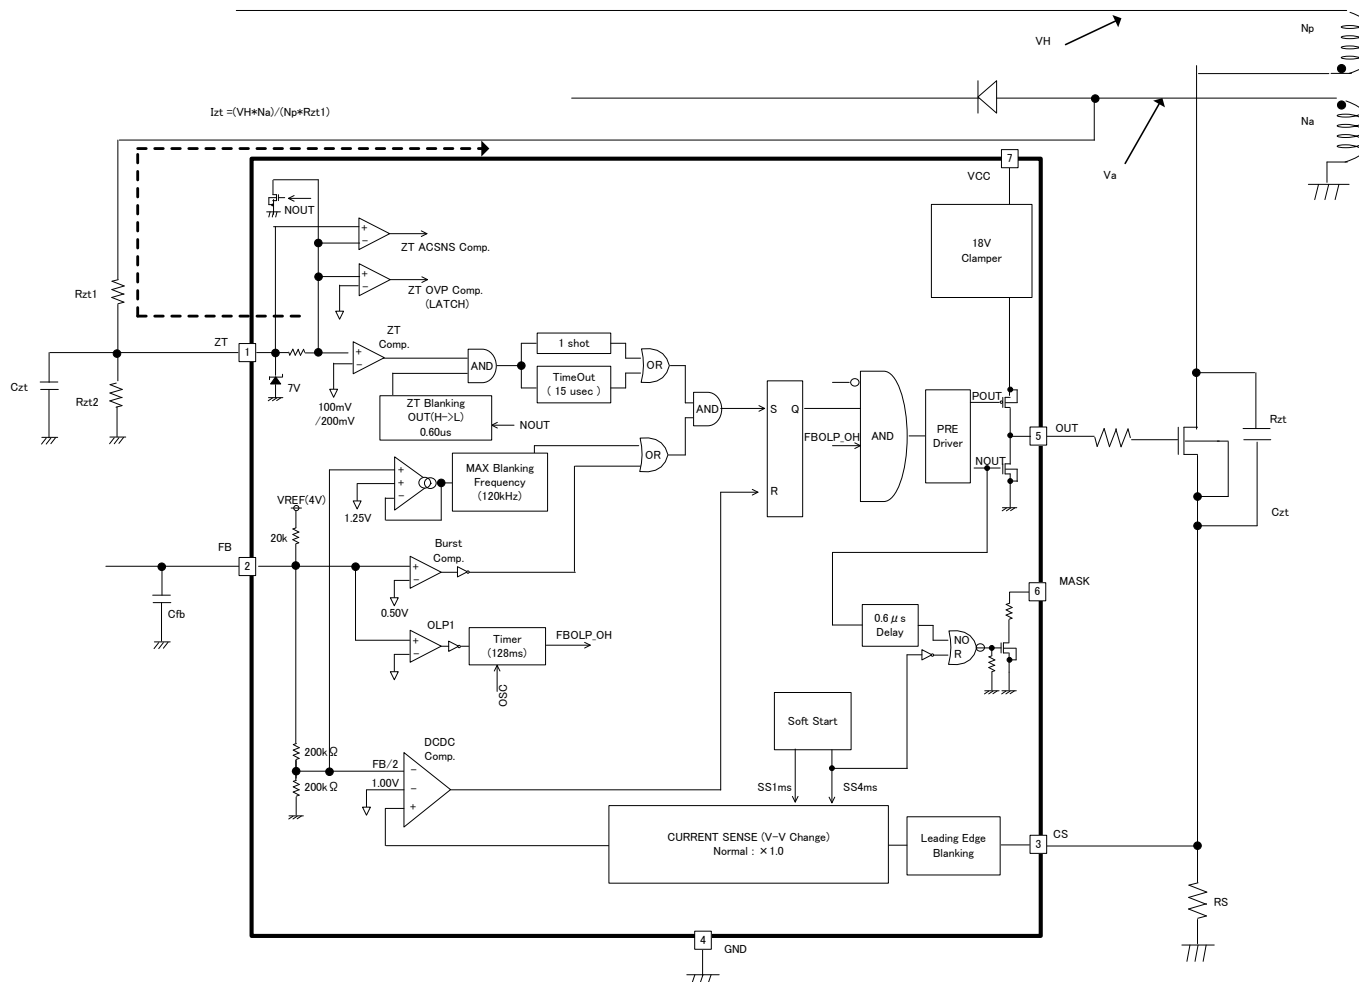 VH
Np
Izt =(VH*Na)/(Np*Rzt1)
Na
Va
7
VCC
NOUT
+
−
ZT ACSNS Comp.
18V
Clamper
+
−
ZT OVP Comp.
(LATCH)
Rzt1
ZT
1
ZT
Comp.
+
−
1 shot
OR
AND
TimeOut
( 15 usec )
7V
Czt
Rzt2
100mV
/200mV
ZT Blanking
OUT(H->L)
0.60us
NOUT
AND
S
Q
POUT
PRE
Driver
AND
FBOLP_OH
5
OUT
Rzt
NOUT
OR
MAX Blanking
Frequency
(120kHz)
+
+
−
1.25V
R
VREF(4V)
20k
Czt
FB
2
Burst
Comp.
+
−
0.50V
Cfb
MASK
6
0.6μs
Delay
NO
R
OLP1
+
−
Timer
(128ms)
FBOLP_OH
OSC
Soft Start
200kΩ
200kΩ
FB/2
1.00V
DCDC
Comp.
−
−
+
SS1ms
SS4ms
CURRENT SENSE (V-V Change)
Normal : ×1.0
Leading Edge
Blanking
3
CS
RS
4
GND